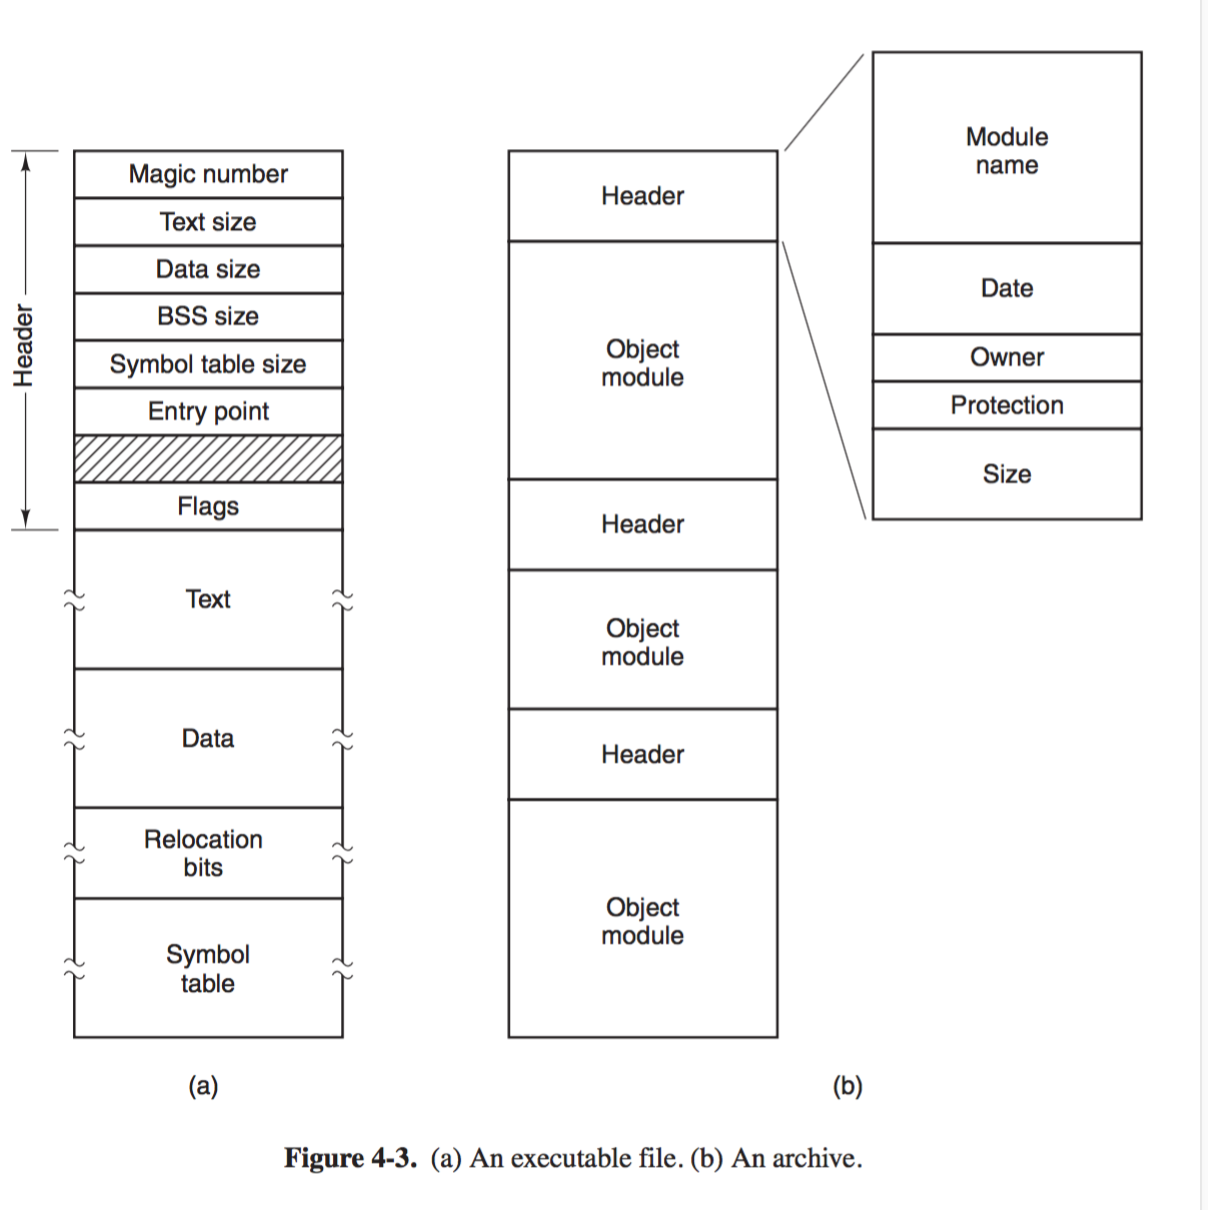 Header
Magic number
Text size
Data size
BSS size
Symbol table size
Entry point
Flags
Text
Data
Relocation
bits
Symbol
table
(a)
Header
Object
module
Header
Object
module
Header
Object
module
Module
name
Date
Owner
Protection
Size
(b)
Figure 4-3. (a) An executable file. (b) An archive.